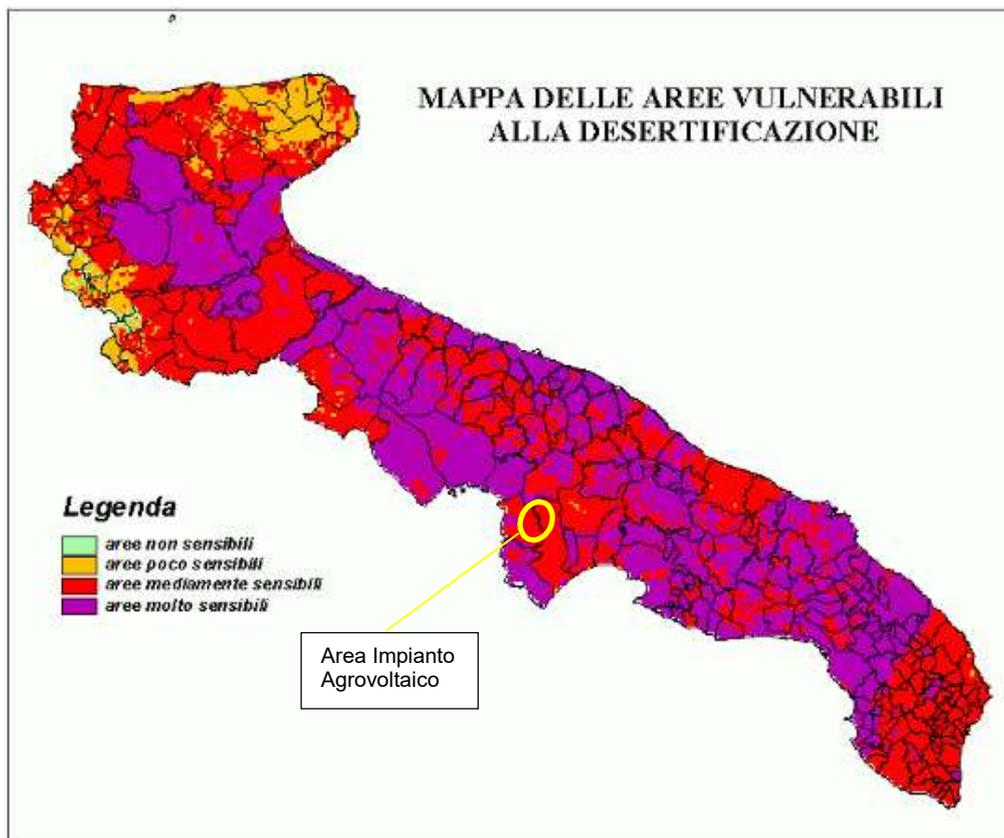 MAPPA DELLE AREE VULNERABILI
ALLA DESERTIFICAZIONE
Legenda
aree non sensibili
aree poco sensibili
aree mediamente sensibili
aree molto sensibili
Area Impianto
Agrovoltaico